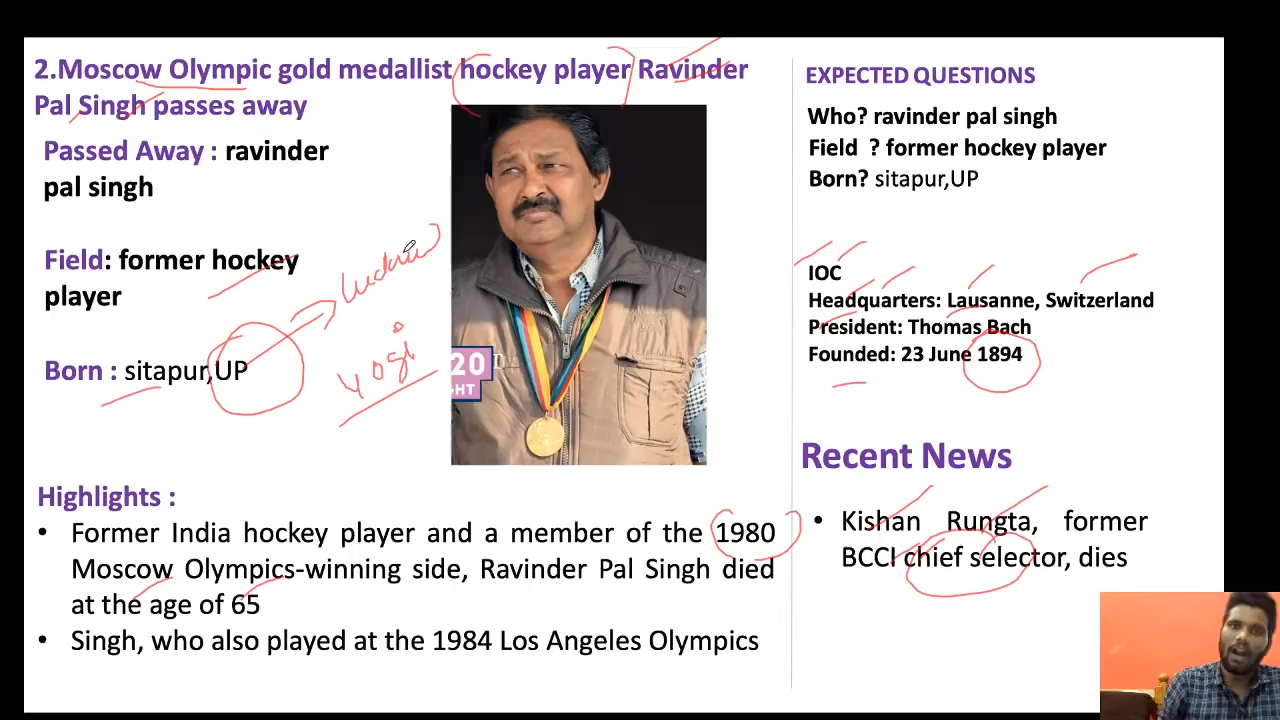 2.Moscow Olympic gold medallist hockey player Ravinder
Pal Singh passes away
Passed Away : ravinder
pal singh
Field: former hockey
player
Born : sitapur,UP
lucknow
yogi
20
GHT
Highlights :
• Former India hockey player and a member of the 1980
Moscow Olympics-winning side, Ravinder Pal Singh died
at the age of 65
• Singh, who also played at the 1984 Los Angeles Olympics
EXPECTED QUESTIONS
Who? ravinder pal singh
Field ? former hockey player
Born? sitapur,UP
IOC
Headquarters: Lausanne, Switzerland
President: Thomas Bach
Founded: 23 June 1894
Recent News
• Kishan Rungta, former
BCCI chief selector, dies